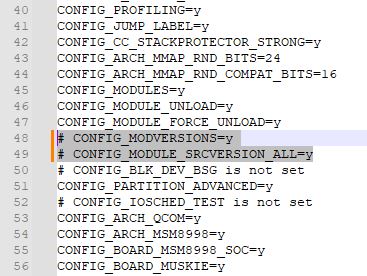 40 CONFIG_PROFILING=y
41 CONFIG_JUMP_LABEL=y
42 CONFIG_CC_STACKPROTECTOR_STRONG=y
43 CONFIG_ARCH_MMAP_RND_BITS=24
44 CONFIG_ARCH_MMAP_RND_COMPAT_BITS=16
45 CONFIG_MODULES=y
46 CONFIG_MODULE_UNLOAD=y
47 CONFIG_MODULE_FORCE_UNLOAD=y
48 # CONFIG_MODVERSIONS=y
49 # CONFIG_MODULE_SRCVERSION_ALL=y
50 # CONFIG_BLK_DEV_BSG is not set
51 CONFIG_PARTITION_ADVANCED=y
52 # CONFIG_IOSCHED_TEST is not set
53 CONFIG_ARCH_QCOM=y
54 CONFIG_ARCH_MSM8998=y
55 CONFIG_BOARD_MSM8998_SOC=y
56 CONFIG_BOARD_MUSKIE=y